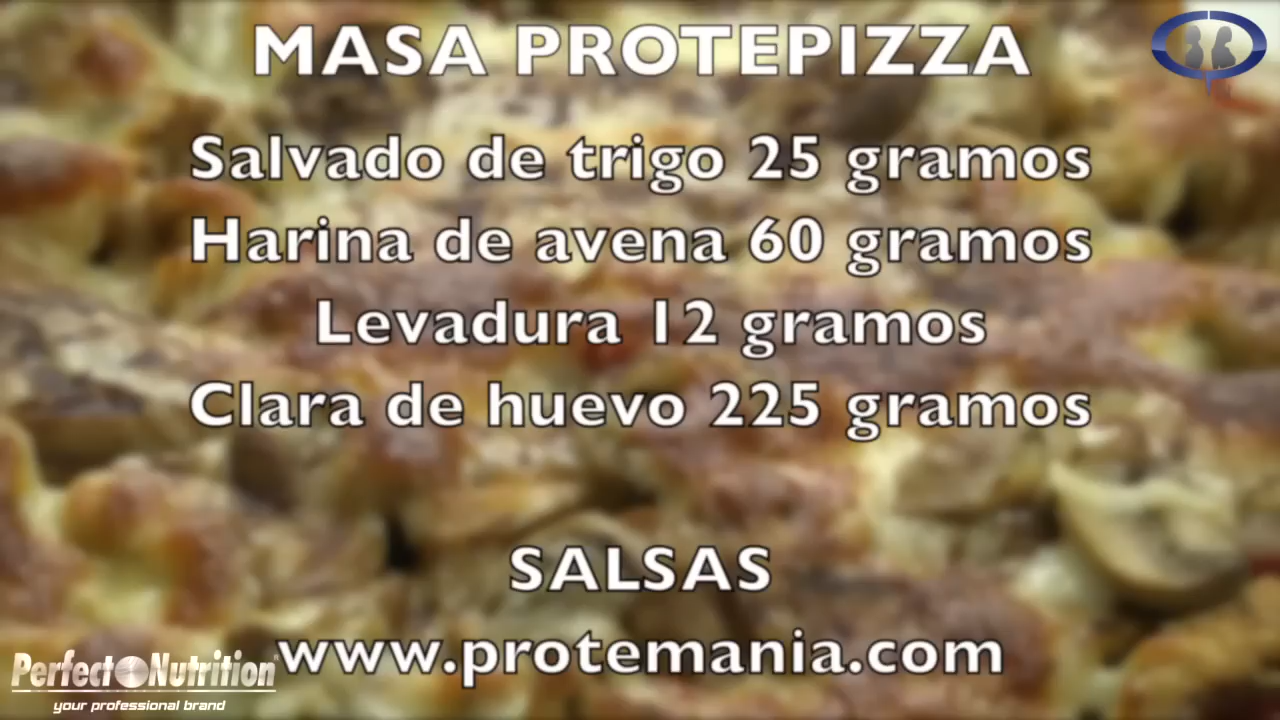 MASA PROTEPIZZA
Salvado de trigo 25 gramos
Harina de avena 60 gramos
Levadura 12 gramos
Clara de huevo 225 gramos
SALSAS
www.protemania.com
Perfect Nutrition®
your professional brand